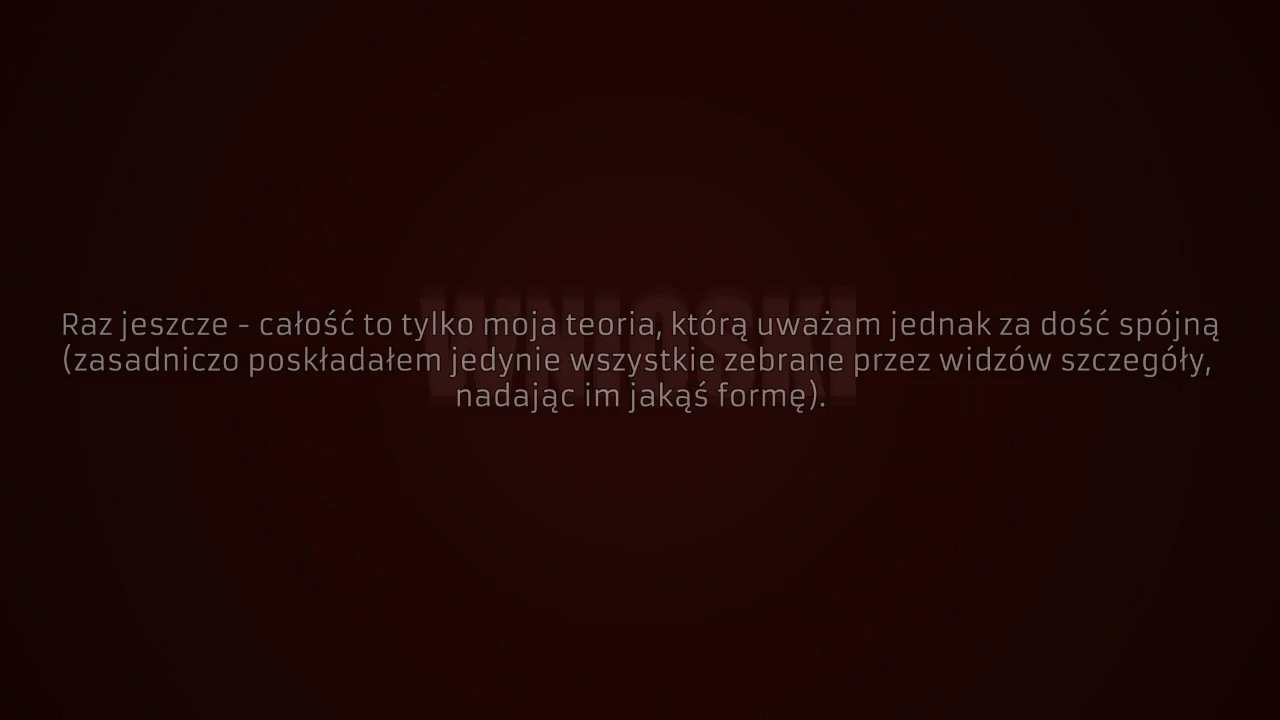 WNIOSKI
Raz jeszcze - całość to tylko moja teoria, którą uważam jednak za dość spójną
(zasadniczo poskładałem jedynie wszystkie zebrane przez widzów szczegóły,
nadając im jakąś formę).